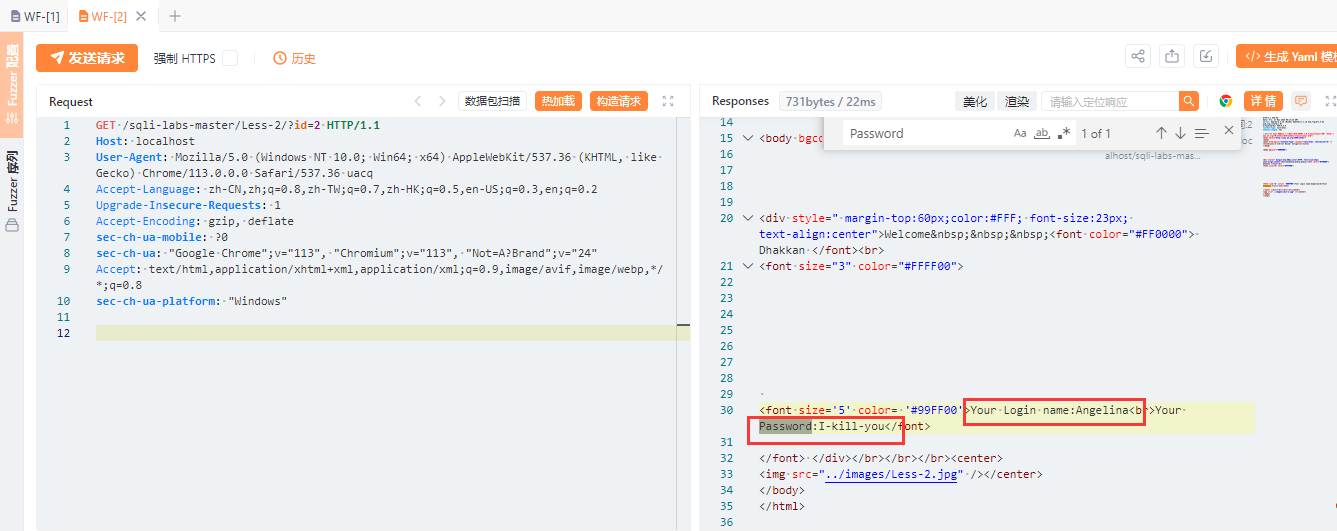 WF-[1]
WF-[2]
Fuzzer 配置
Fuzzer 序列
发送请求
强制 HTTPS
历史
</> 生成 Yaml 模板
Request
数据包扫描
热加载
构造请求
1 GET /sqli-labs-master/Less-2/?id=2 HTTP/1.1
2 Host: localhost
3 User-Agent: Mozilla/5.0 (Windows NT 10.0; Win64; x64) AppleWebKit/537.36 (KHTML, like
Gecko) Chrome/113.0.0.0 Safari/537.36 uacq
4 Accept-Language: zh-CN,zh;q=0.8,zh-TW;q=0.7,zh-HK;q=0.5,en-US;q=0.3,en;q=0.2
5 Upgrade-Insecure-Requests: 1
6 Accept-Encoding: gzip, deflate
7 sec-ch-ua-mobile: ?0
8 sec-ch-ua: "Google Chrome";v="113", "Chromium";v="113", "Not=A?Brand";v="24"
9 Accept: text/html,application/xhtml+xml,application/xml;q=0.9,image/avif,image/webp,*/
*;q=0.8
10 sec-ch-ua-platform: "Windows"
11
12
Responses
731bytes / 22ms
美化
渲染
请输入定位响应
详 情
Password
Aa
ab
1 of 1
alhost/sqli-labs-mas...
14
15 <body bgco
16
17
18
19
20 <div style=" margin-top:60px;color:#FFF; font-size:23px;
text-align:center">Welcome&nbsp;&nbsp;&nbsp;<font color="#FF0000">
Dhakkan </font><br>
21 <font size="3" color="#FFFF00">
22
23
24
25
26
27
28
29
30 <font size='5' color= '#99FF00'>Your Login name:Angelina<br>Your
Password:I-kill-you</font>
31
32 </font> </div></br></br></br><center>
33 <img src="../images/Less-2.jpg" /></center>
34 </body>
35 </html>
36